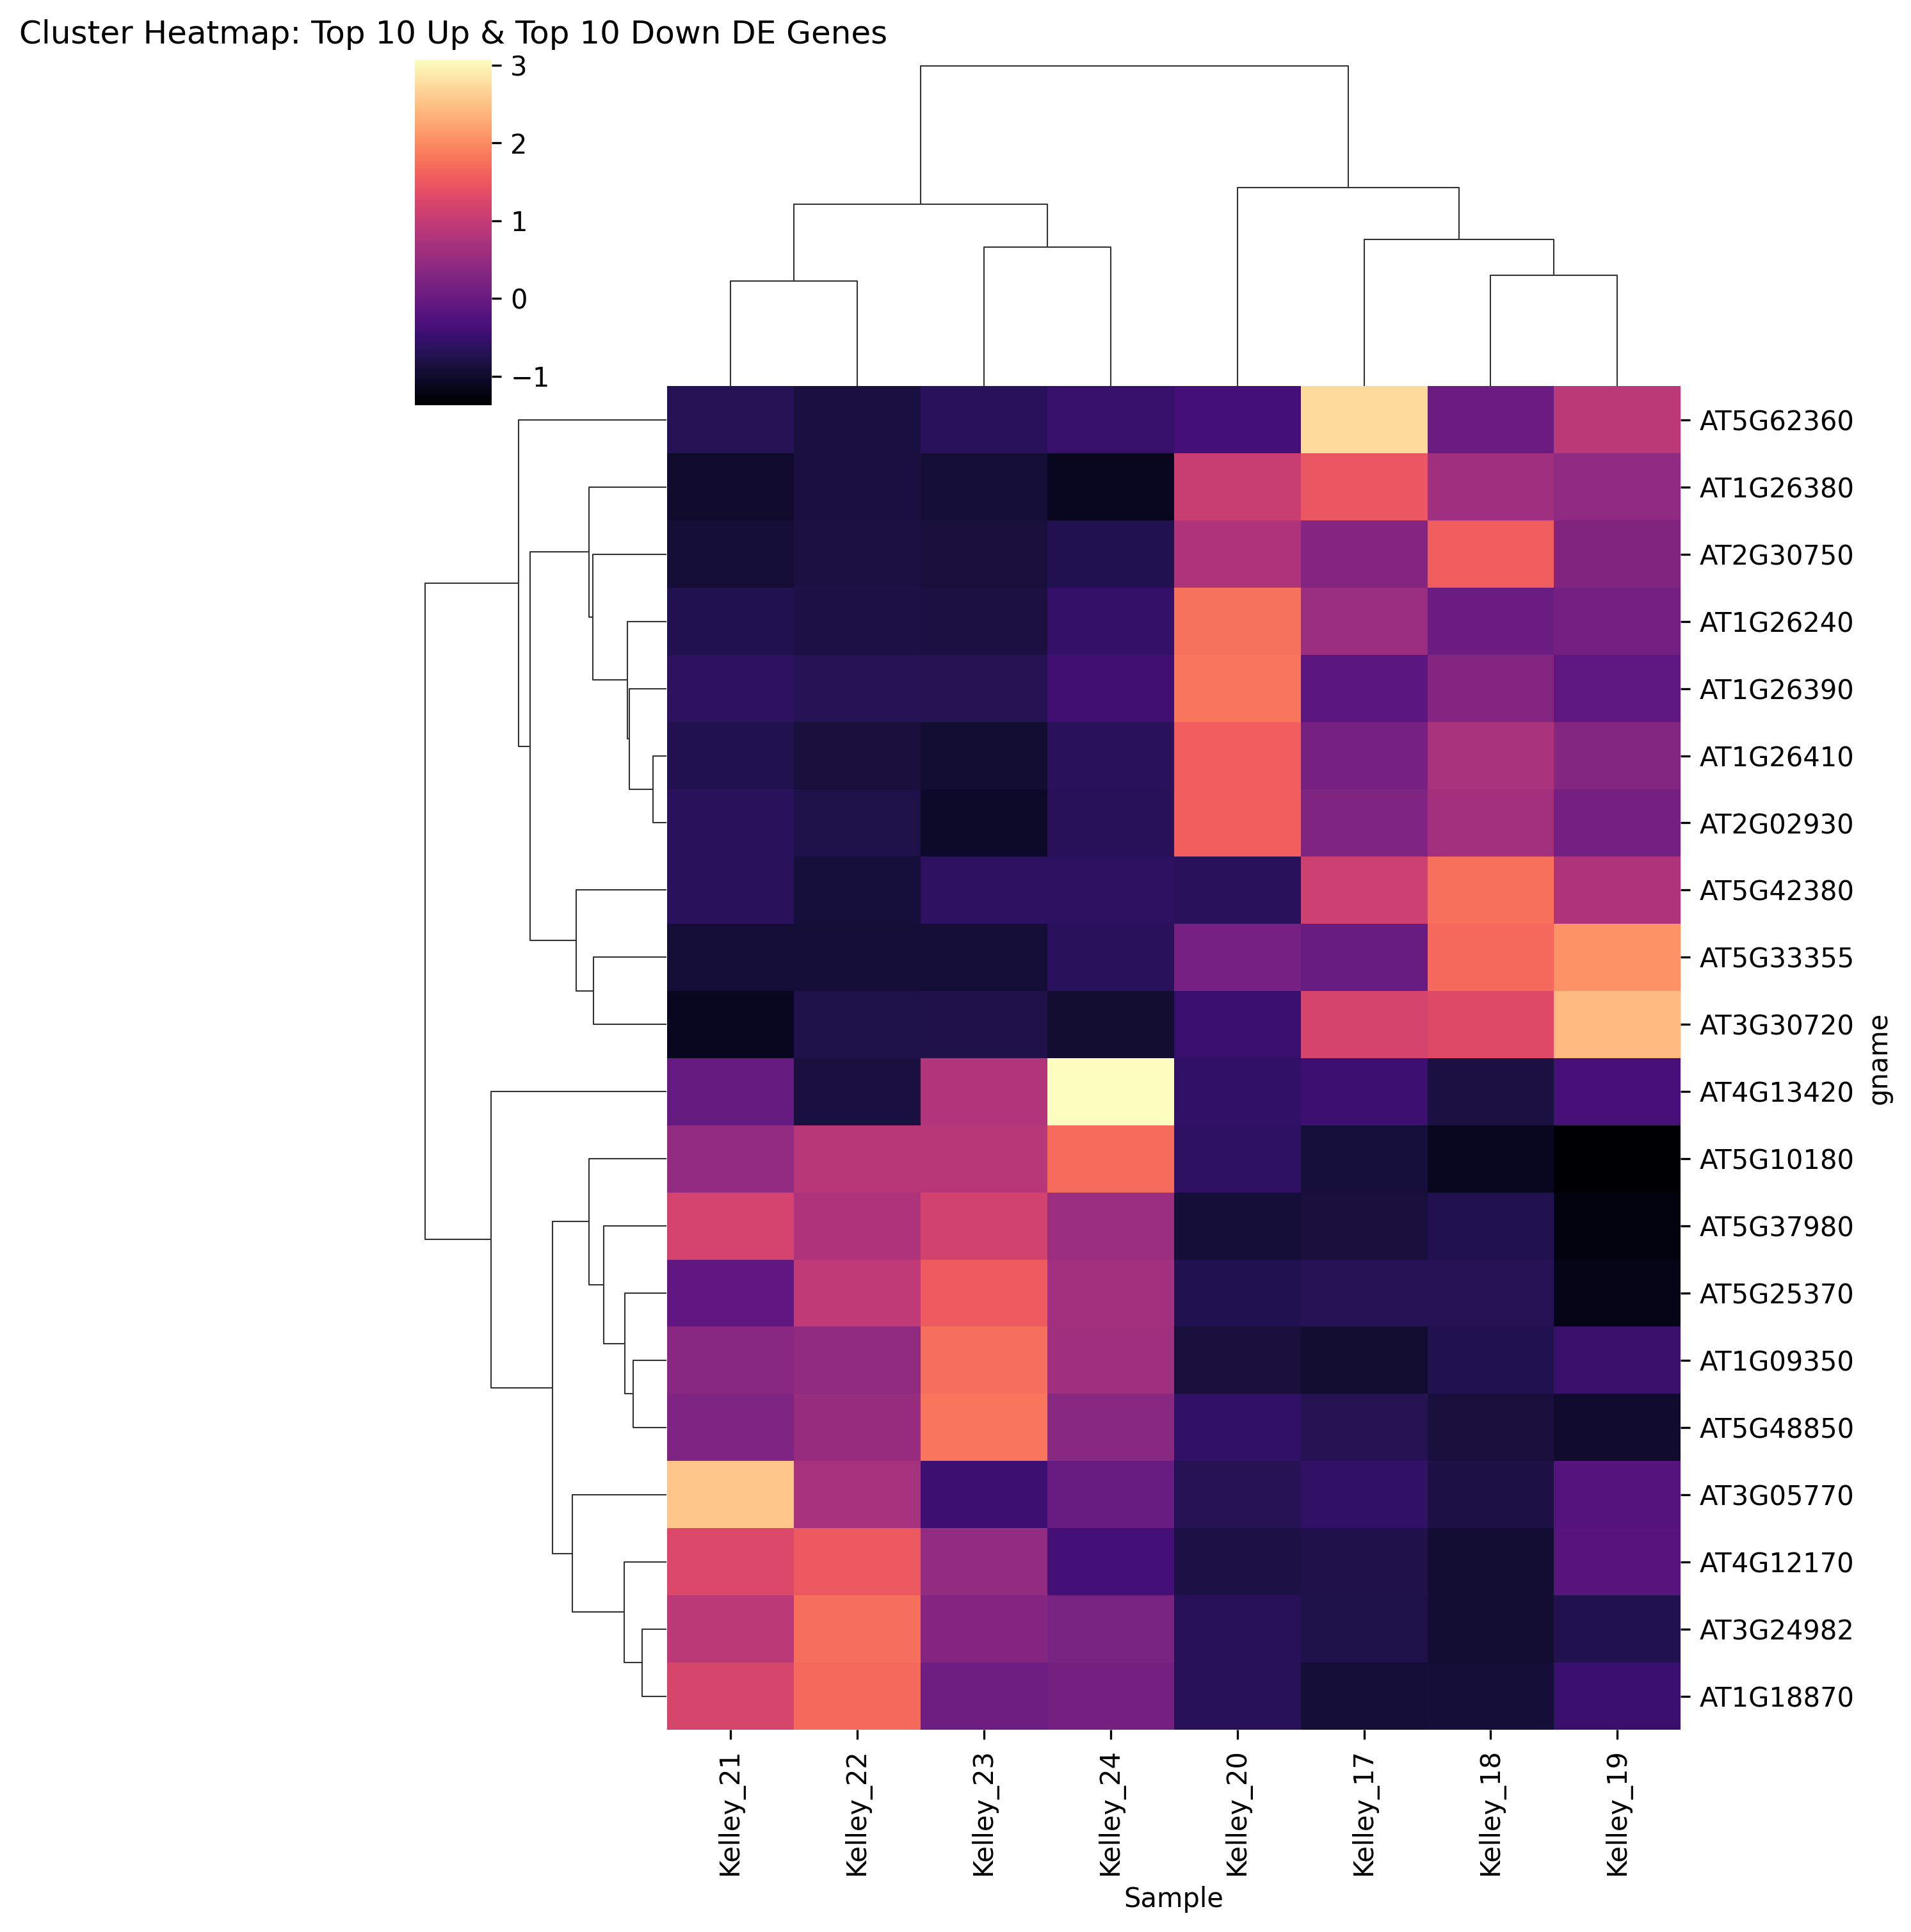 Cluster Heatmap: Top 10 Up & Top 10 Down DE Genes
3
2
1
0
−1
AT5G62360
AT1G26380
AT2G30750
AT1G26240
AT1G26390
AT1G26410
AT2G02930
AT5G42380
AT5G33355
AT3G30720
AT4G13420
AT5G10180
AT5G37980
AT5G25370
AT1G09350
AT5G48850
AT3G05770
AT4G12170
AT3G24982
AT1G18870
gname
Kelley_21
Kelley_22
Kelley_23
Kelley_24
Kelley_20
Kelley_17
Kelley_18
Kelley_19
Sample